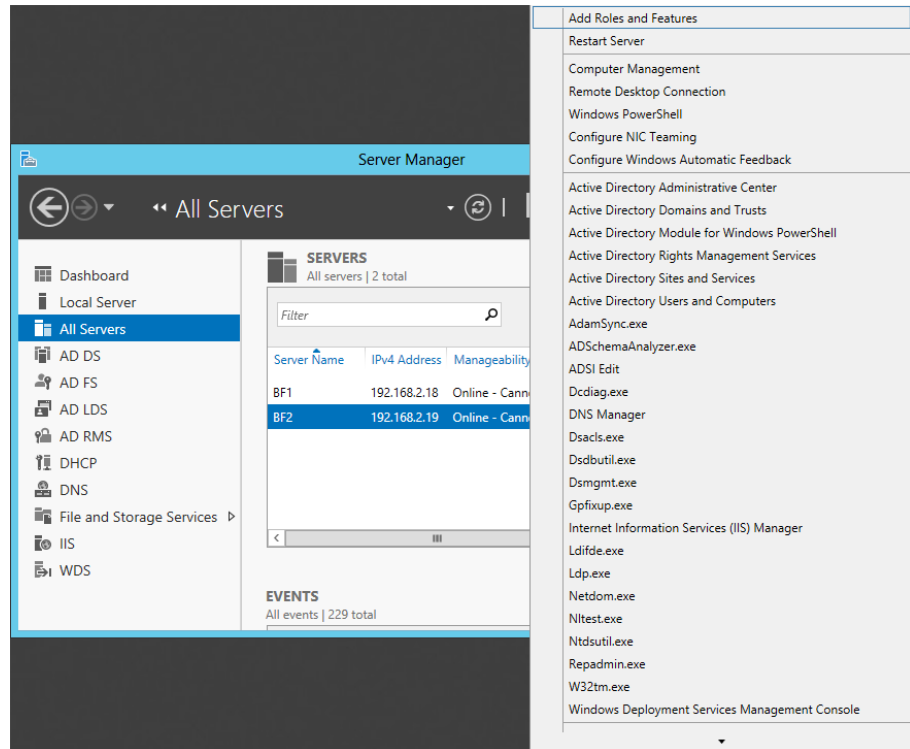 Server Manager
All Servers
Dashboard
Local Server
All Servers
AD DS
AD FS
AD LDS
AD RMS
DHCP
DNS
File and Storage Services
IIS
WDS
SERVERS
All servers | 2 total
Filter
Server Name IPv4 Address Manageability
BF1 192.168.2.18 Online - Cann
BF2 192.168.2.19 Online - Cann
EVENTS
All events | 229 total
Add Roles and Features
Restart Server
Computer Management
Remote Desktop Connection
Windows PowerShell
Configure NIC Teaming
Configure Windows Automatic Feedback
Active Directory Administrative Center
Active Directory Domains and Trusts
Active Directory Module for Windows PowerShell
Active Directory Rights Management Services
Active Directory Sites and Services
Active Directory Users and Computers
AdamSync.exe
ADSchemaAnalyzer.exe
ADSI Edit
Dcdiag.exe
DNS Manager
Dsacls.exe
Dsdbutil.exe
Dsmgmt.exe
Gpfixup.exe
Internet Information Services (IIS) Manager
Ldifde.exe
Ldp.exe
Netdom.exe
Nltest.exe
Ntdsutil.exe
Repadmin.exe
W32tm.exe
Windows Deployment Services Management Console